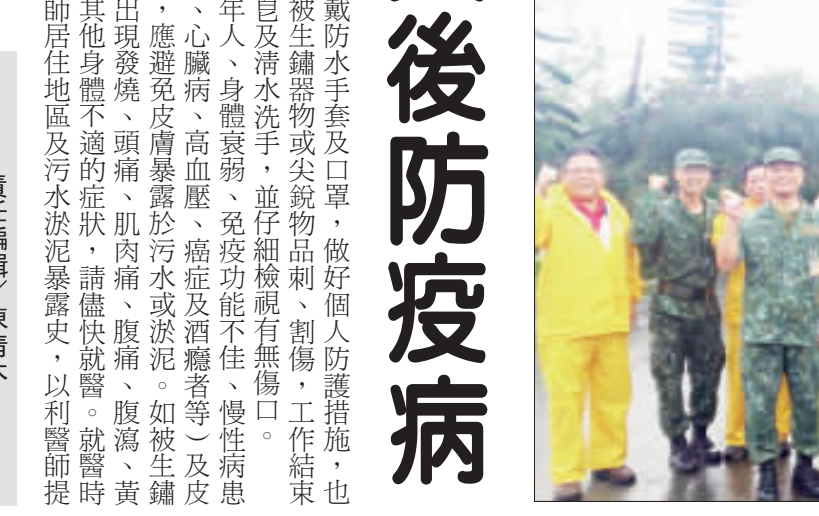 後防疫病
戴防水手套及口罩，做好個人防護措施，也
被生鏽器物或尖銳物品刺、割傷，工作結束
皂及清水洗手，並仔細檢視有無傷口。
年人、身體衰弱、免疫功能不佳、慢性病患
、心臟病、高血壓、癌症及酒癮者等）及皮
，應避免皮膚暴露於污水或淤泥。如被生鏽
出現發燒、頭痛、肌肉痛、腹痛、腹瀉、黃
其他身體不適的症狀，請儘快就醫。就醫時
師居住地區及污水淤泥暴露史，以利醫師提
責任編輯／